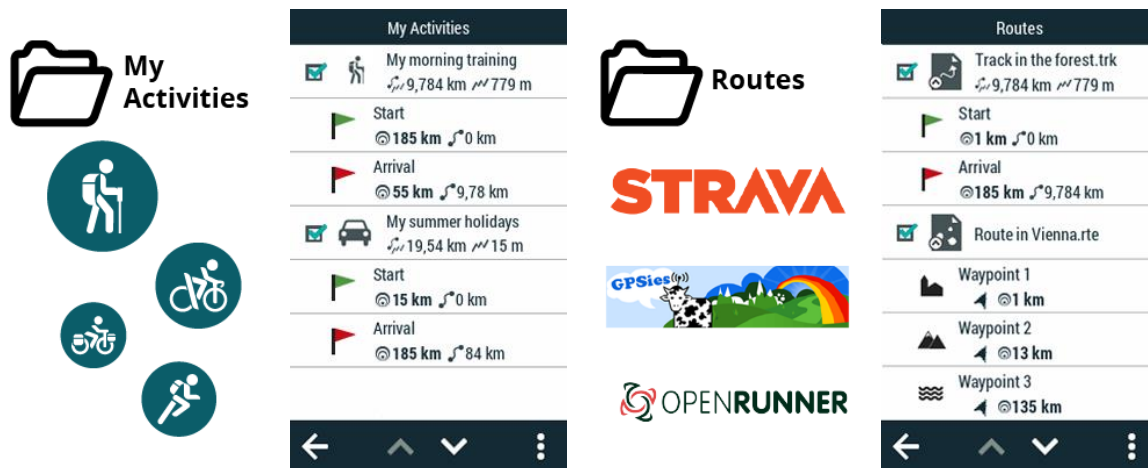 My
Activities
My Activities
My morning training
9,784 km 779 m
Start
185 km 0 km
Arrival
55 km 9,78 km
My summer holidays
19,54 km 15 m
Start
15 km 0 km
Arrival
185 km 84 km
Routes
STRAVA
GPSies
OPENRUNNER
Routes
Track in the forest.trk
9,784 km 779 m
Start
1 km 0 km
Arrival
185 km 9,784 km
Route in Vienna.rte
Waypoint 1
1 km
Waypoint 2
13 km
Waypoint 3
135 km